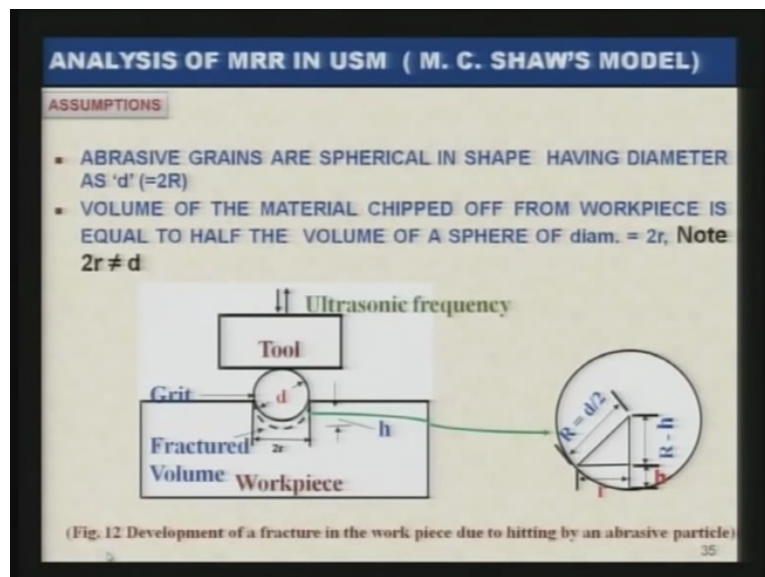 ANALYSIS OF MRR IN USM ( M. C. SHAW'S MODEL)
ASSUMPTIONS
▪ ABRASIVE GRAINS ARE SPHERICAL IN SHAPE HAVING DIAMETER
AS 'd' (=2R)
▪ VOLUME OF THE MATERIAL CHIPPED OFF FROM WORKPIECE IS
EQUAL TO HALF THE VOLUME OF A SPHERE OF diam. = 2r, Note
2r ≠ d
Ultrasonic frequency
Tool
Grit
d
h
Fractured
2r
Volume
Workpiece
R = d/2
R - h
h
r
(Fig. 12 Development of a fracture in the work piece due to hitting by an abrasive particle)
35